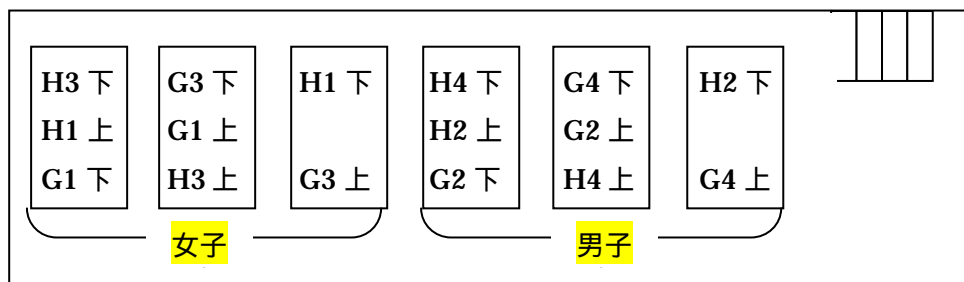 H3 下
H1 上
G1 下
G3 下
G1 上
H3 上
H1 下
G3 上
H4 下
H2 上
G2 下
G4 下
G2 上
H4 上
H2 下
G4 上
女子
男子